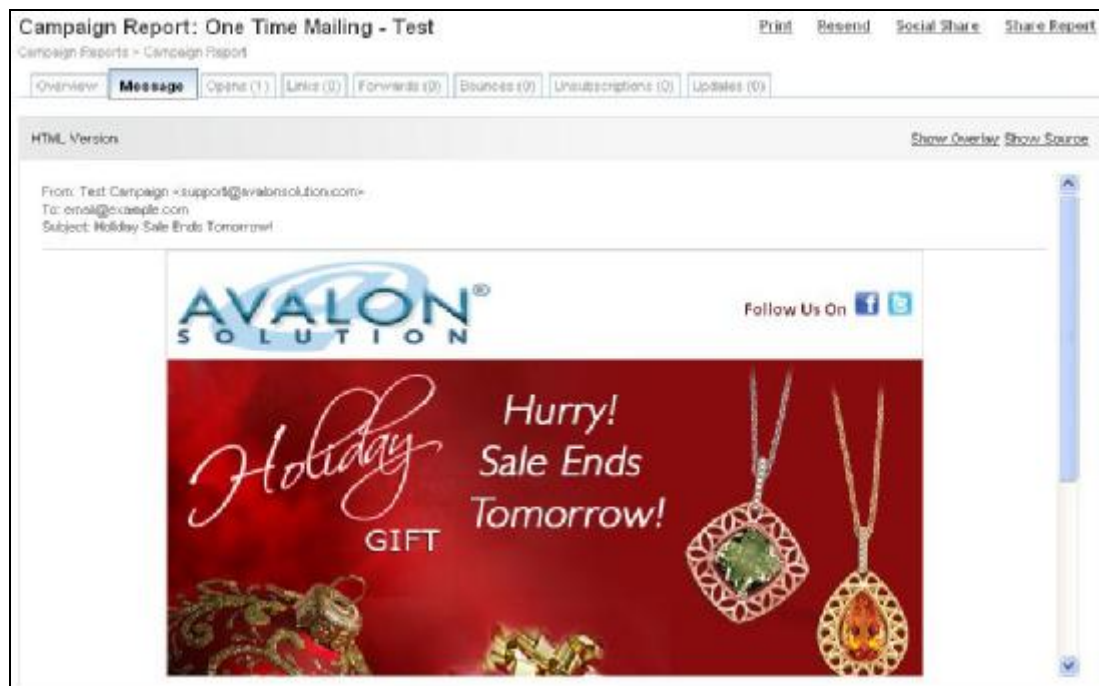 Campaign Report: One Time Mailing - Test
Print Resend Social Share Share Report
Campaign Reports > Campaign Report
Overview Message Opens (1) Links (0) Forwards (0) Bounces (0) Unsubscriptions (0) Updates (0)
HTML Version
Show Overlay Show Source
From: Test Campaign <support@avalonsolution.com>
To: email@example.com
Subject: Holiday Sale Ends Tomorrow!
AVALON®
SOLUTION
Follow Us On f
Holiday
GIFT
Hurry!
Sale Ends
Tomorrow!